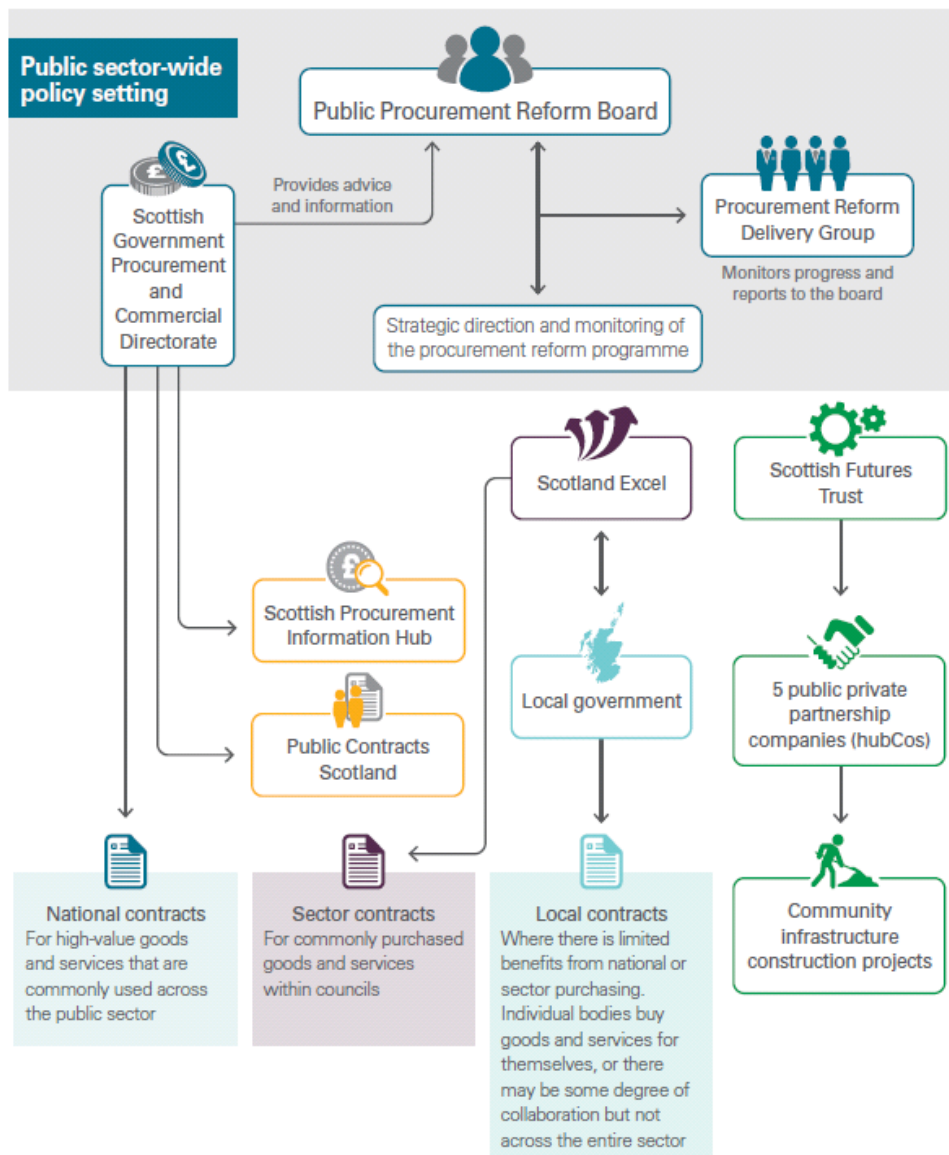 Public sector-wide
policy setting
Public Procurement Reform Board
Provides advice
and information
Scottish
Government
Procurement
and
Commercial
Directorate
Procurement Reform
Delivery Group
Monitors progress and
reports to the board
Strategic direction and monitoring of
the procurement reform programme
Scotland Excel
Scottish Futures
Trust
Scottish Procurement
Information Hub
Local government
5 public private
partnership
companies (hubCos)
Public Contracts
Scotland
National contracts
For high-value goods
and services that are
commonly used across
the public sector
Sector contracts
For commonly purchased
goods and services
within councils
Local contracts
Where there is limited
benefits from national or
sector purchasing.
Individual bodies buy
goods and services for
themselves, or there
may be some degree of
collaboration but not
across the entire sector
Community
infrastructure
construction projects